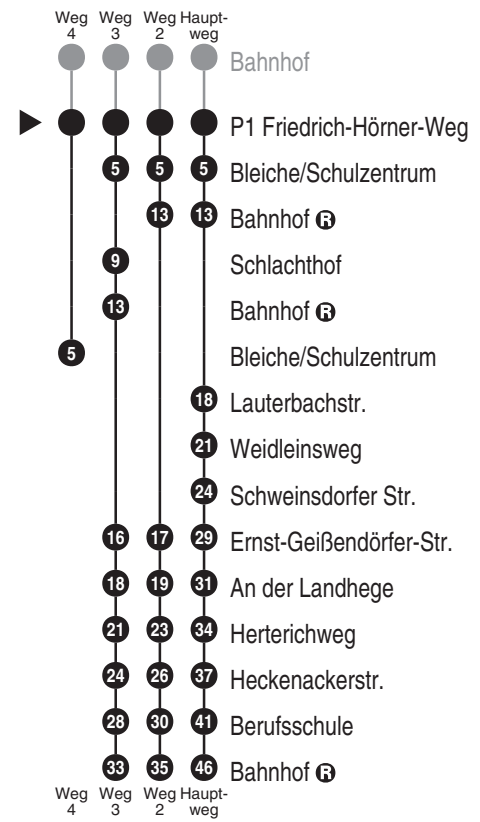 Weg Weg Weg Haupt-
4 3 2 weg
Bahnhof
P1 Friedrich-Hörner-Weg
5 5 5 Bleiche/Schulzentrum
13 13 Bahnhof R
9 Schlachthof
13 Bahnhof R
5 Bleiche/Schulzentrum
18 Lauterbachstr.
21 Weidleinsweg
24 Schweinsdorfer Str.
16 17 29 Ernst-Geißendörfer-Str.
18 19 31 An der Landhege
21 23 34 Herterichweg
24 26 37 Heckenackerstr.
28 30 41 Berufsschule
33 35 46 Bahnhof R
Weg Weg Weg Haupt-
4 3 2 weg